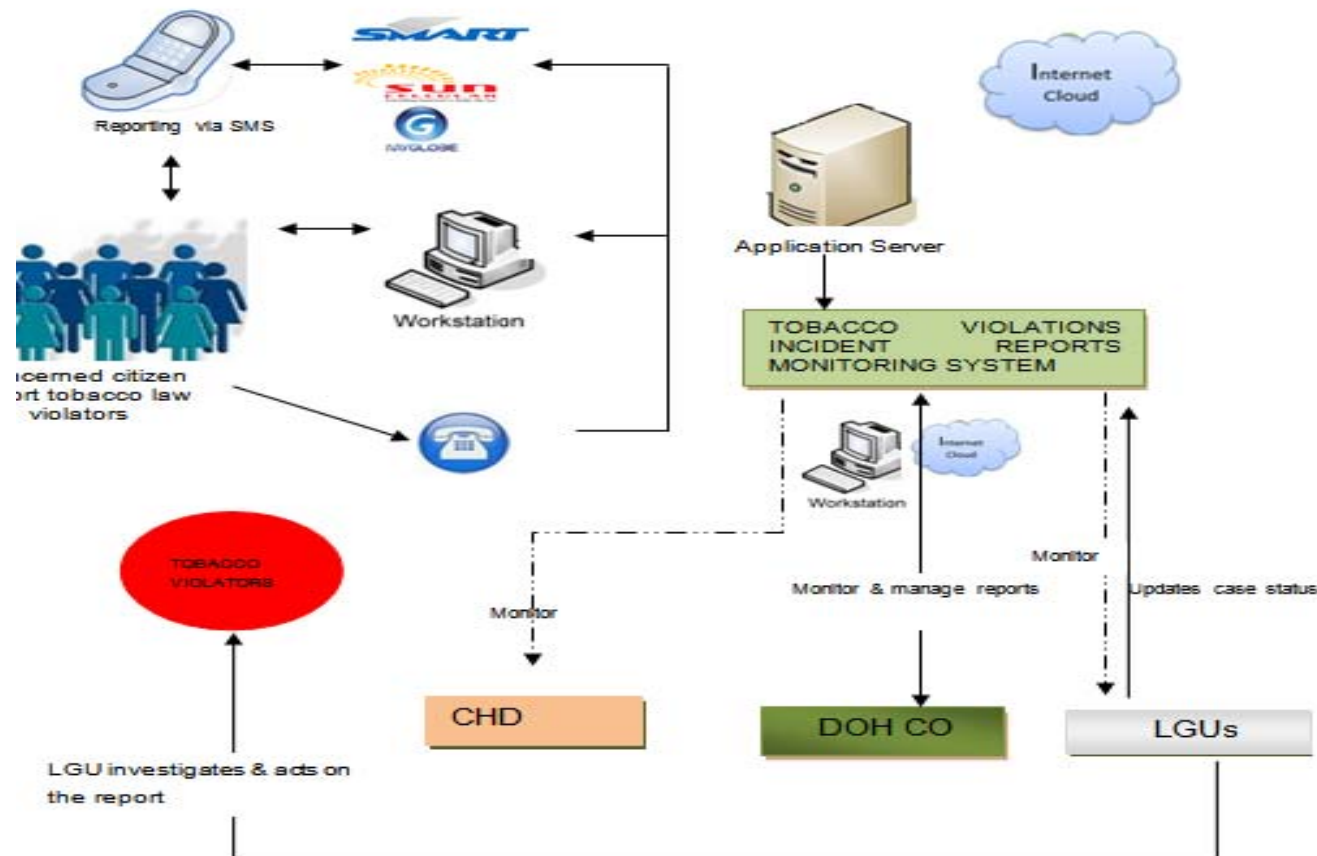 SMART
sun
CELLULAR
G
Internet
Cloud
Reporting via SMS
Application Server
Workstation
TOBACCO VIOLATIONS
INCIDENT REPORTS
MONITORING SYSTEM
violators
tobacco law
citizen
Internet
Cloud
Workstation
TOBACCO
VIOLATORS
Monitor
Monitor & manage reports
Monitor
Updates case status
CHD
DOH CO
LGUs
LGU investigates & acts on
the report